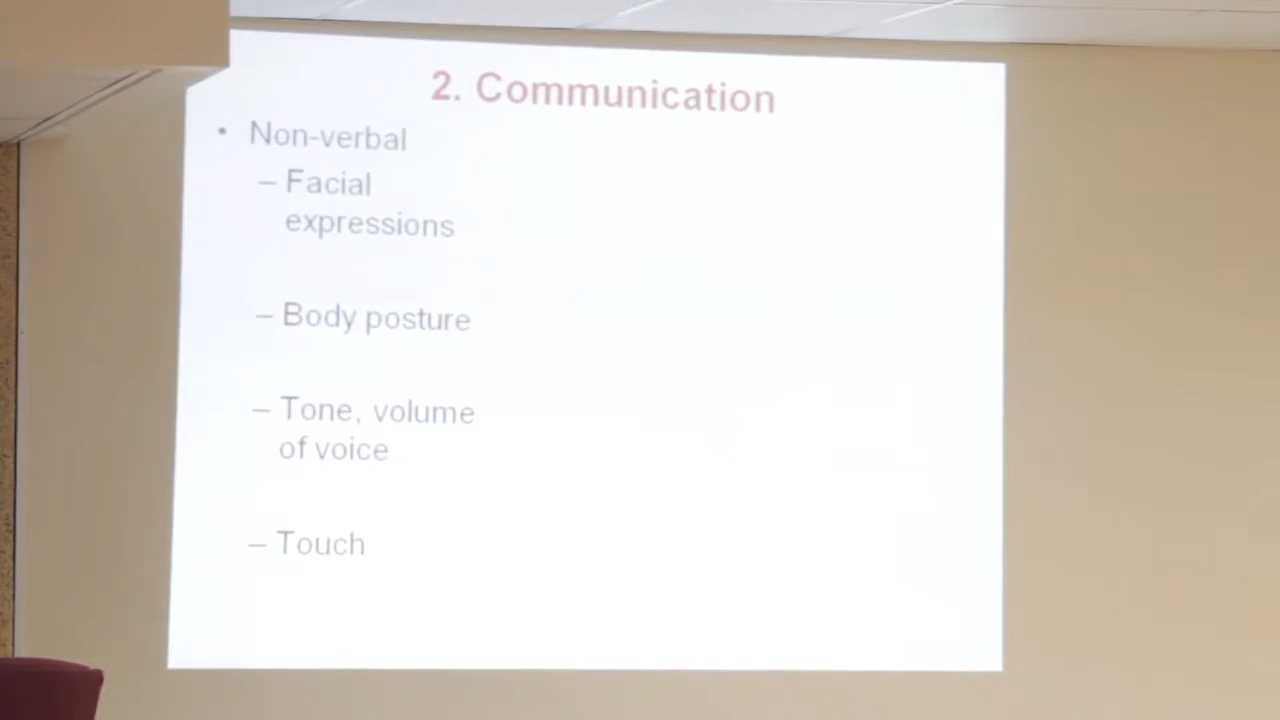 2. Communication
• Non-verbal
– Facial
expressions
– Body posture
– Tone, volume
of voice
– Touch